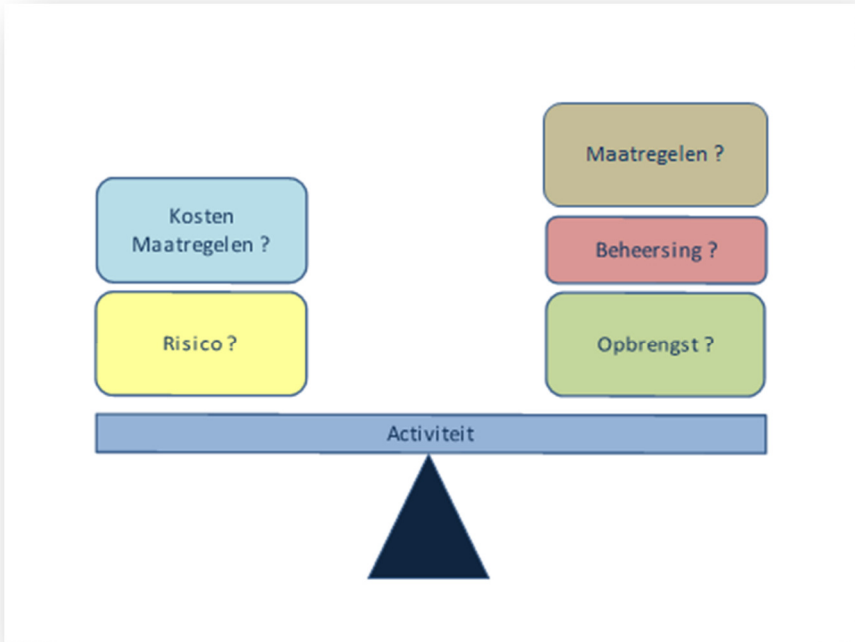 Kosten
Maatregelen ?
Risico ?
Maatregelen ?
Beheersing ?
Opbrengst ?
Activiteit